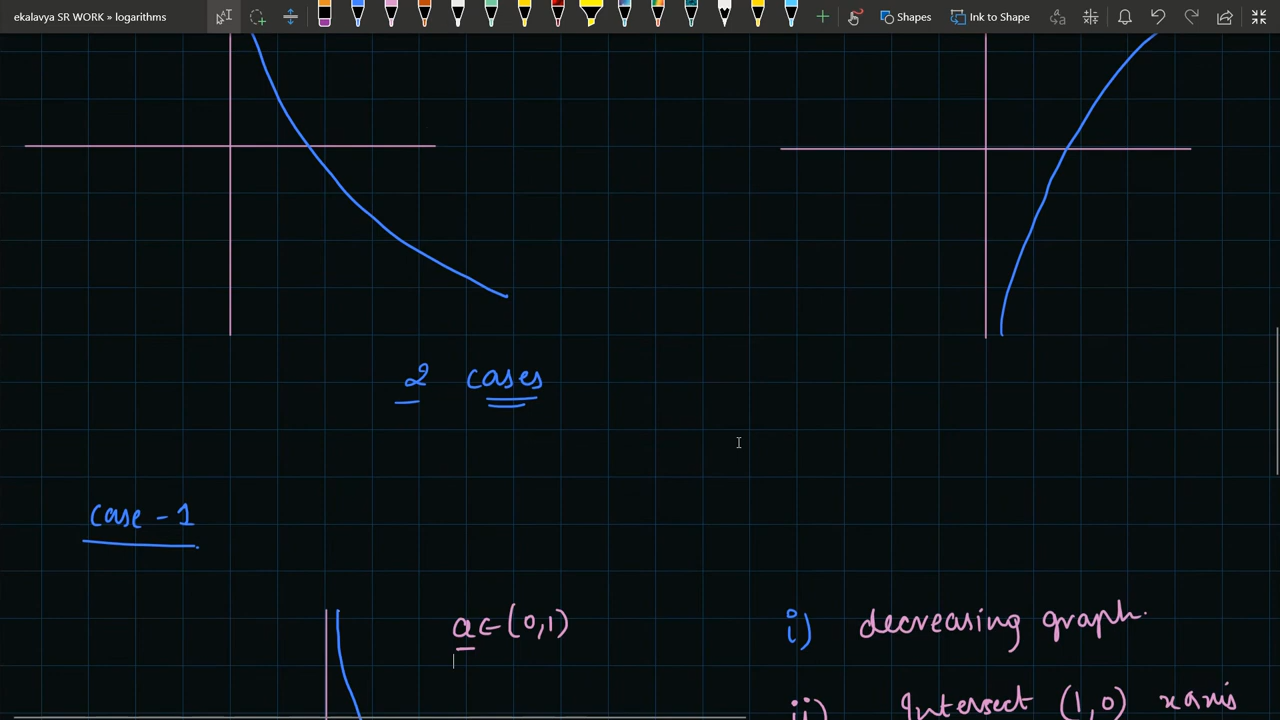 ekalavya SR WORK » logarithms
Shapes
Ink to Shape
2 cases
case - 1
a ∈ (0,1)
i) decreasing graph.
ii) Intersect (1,0) x axis